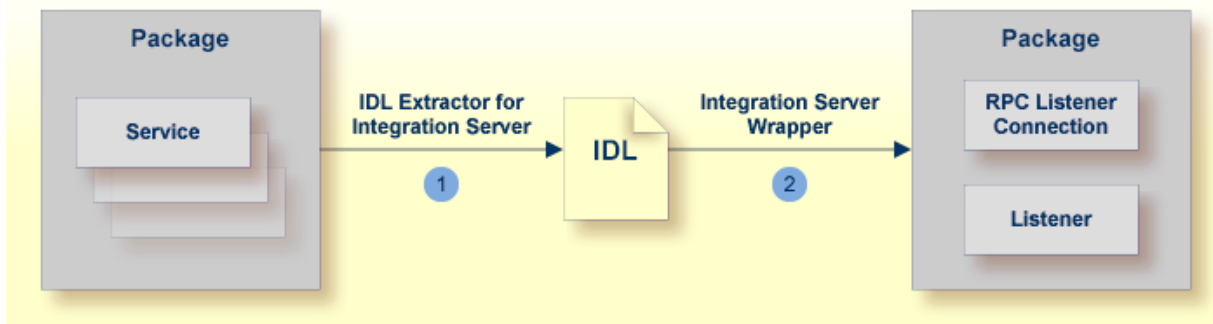 Package
Service
IDL Extractor for
Integration Server
1
IDL
Integration Server
Wrapper
2
Package
RPC Listener
Connection
Listener